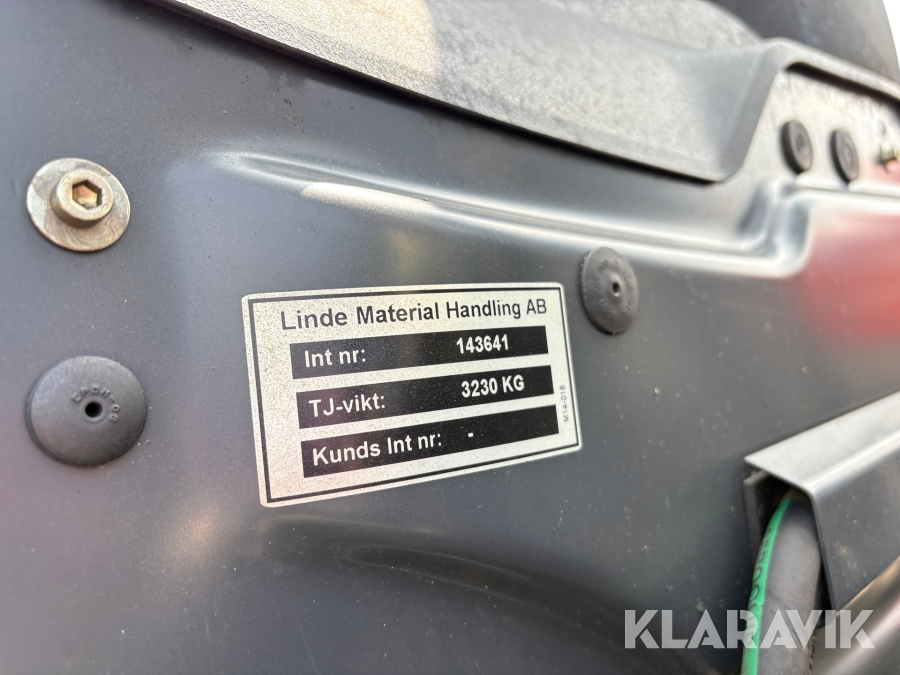 Linde Material Handling AB
Int nr: 143641
TJ-vikt: 3230 KG
Kunds Int nr: -
M14-016
KLARAVIK